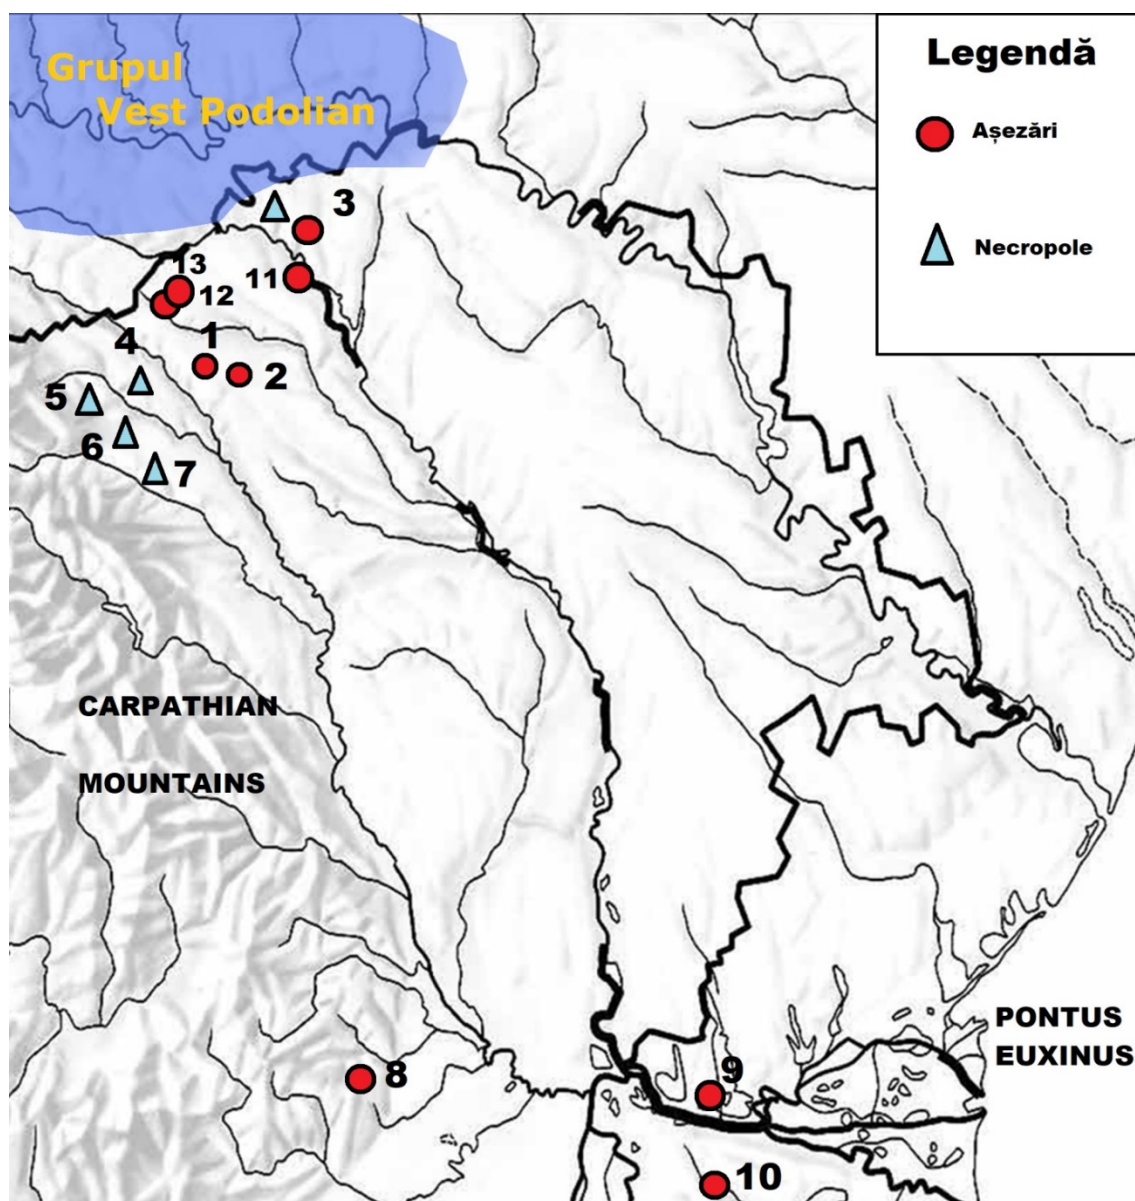 Grupul
Vest Podolian
Legendă
Așezări
Necropole
3
13
11
12
1
4
2
5
6
7
CARPATHIAN
MOUNTAINS
PONTUS
EUXINUS
8
9
10